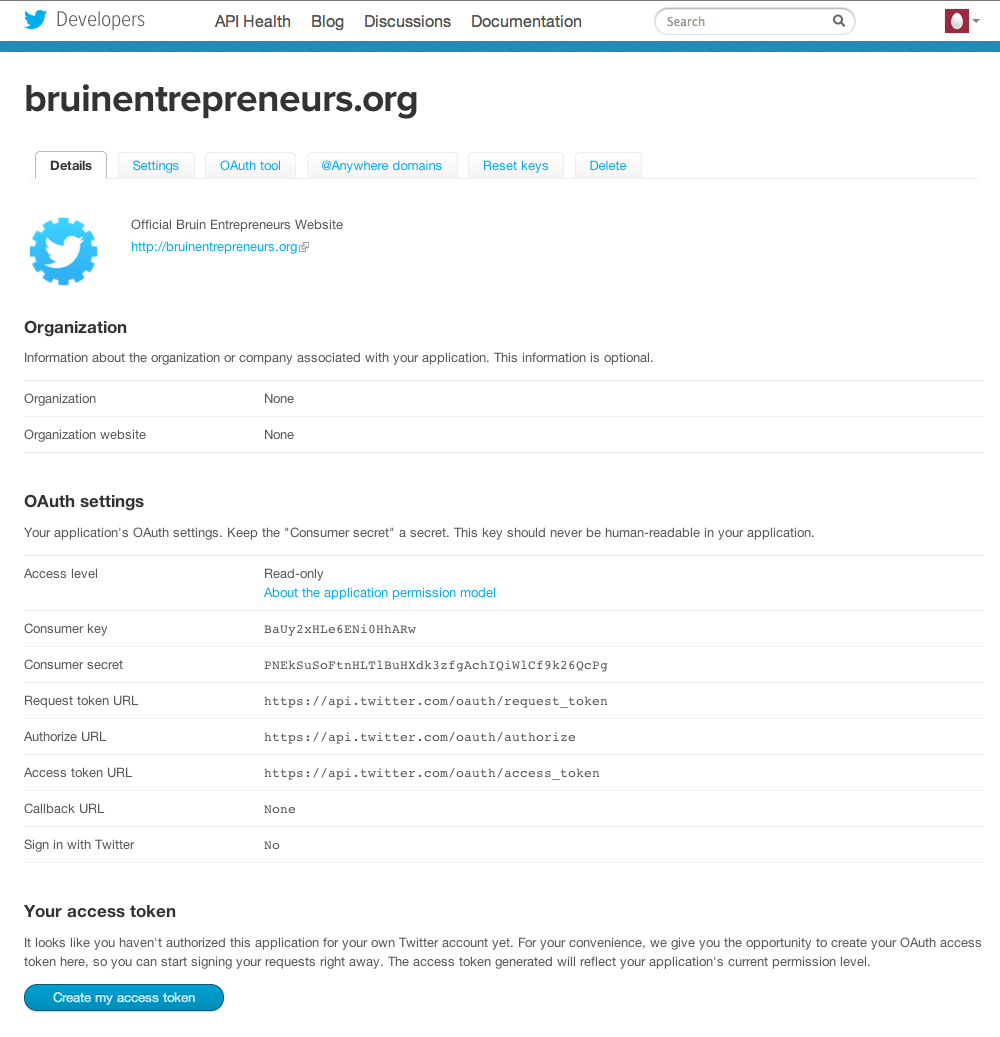 Developers
API Health Blog Discussions Documentation
Search
bruinentrepreneurs.org
Details Settings OAuth tool @Anywhere domains Reset keys Delete
Official Bruin Entrepreneurs Website
http://bruinentrepreneurs.org
Organization
Information about the organization or company associated with your application. This information is optional.
Organization None
Organization website None
OAuth settings
Your application's OAuth settings. Keep the "Consumer secret" a secret. This key should never be human-readable in your application.
Access level Read-only
About the application permission model
Consumer key BaUy2xHLe6ENi0HhARw
Consumer secret PNEkSuSoFtnHLTlBuHXdk3zfgAchIQiWlCf9k26QcPg
Request token URL https://api.twitter.com/oauth/request_token
Authorize URL https://api.twitter.com/oauth/authorize
Access token URL https://api.twitter.com/oauth/access_token
Callback URL None
Sign in with Twitter No
Your access token
It looks like you haven't authorized this application for your own Twitter account yet. For your convenience, we give you the opportunity to create your OAuth access
token here, so you can start signing your requests right away. The access token generated will reflect your application's current permission level.
Create my access token